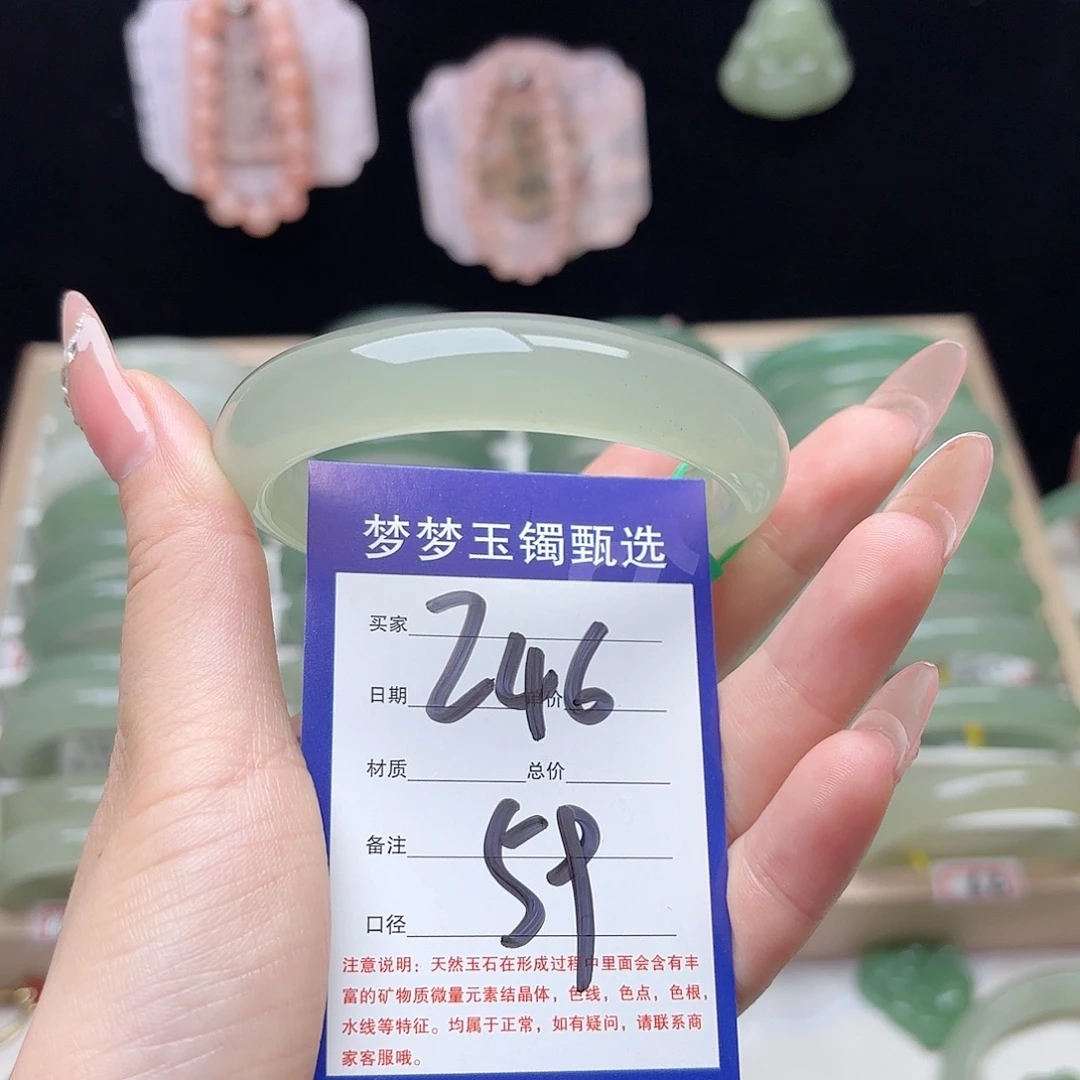 梦梦玉镯甄选
买家
246
日期 单价
材质 总价
备注
59
口径
注意说明：天然玉石在形成过程中里面会含有丰
富的矿物质微量元素结晶体，色线，色点，色根，
水线等特征。均属于正常，如有疑问，请联系商
家客服哦。